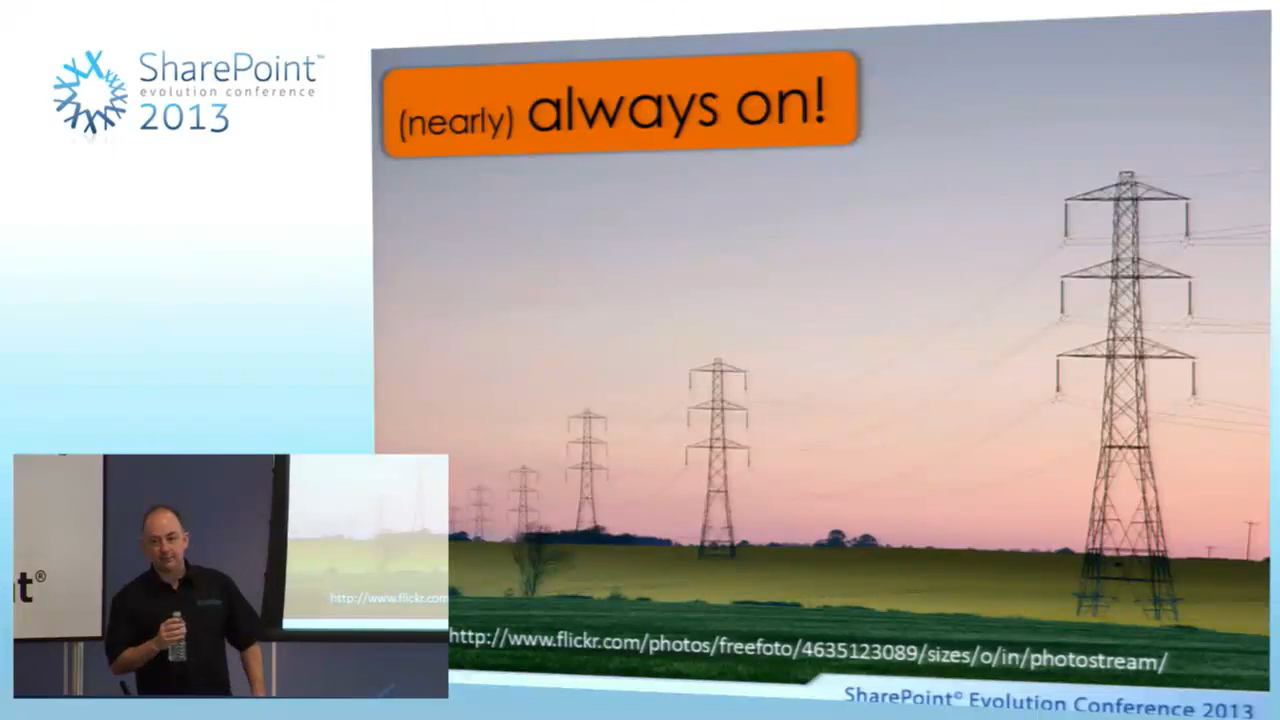 SharePoint™
evolution conference
2013
(nearly) always on!
t®
http://www.flickr.com
http://www.flickr.com/photos/freefoto/4635123089/sizes/o/in/photostream/
SharePoint® Evolution Conference 2013